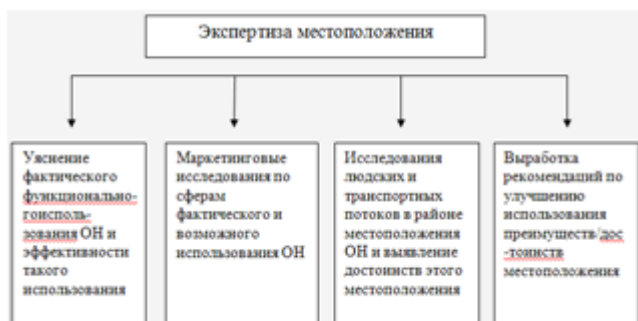 Экспертиза местоположения
Уяснение
фактического
функционально-
гоисполь-
зования ОН и
эффективности
такого
использования
Маркетинговые
исследования по
сферам
фактического и
возможного
использования ОН
Исследования
людских и
транспортных
потоков в районе
местоположения
ОН и выявление
достоинств этого
местоположения
Выработка
рекомендаций по
улучшению
использования
преимуществ/дос
-тоинств
местоположения